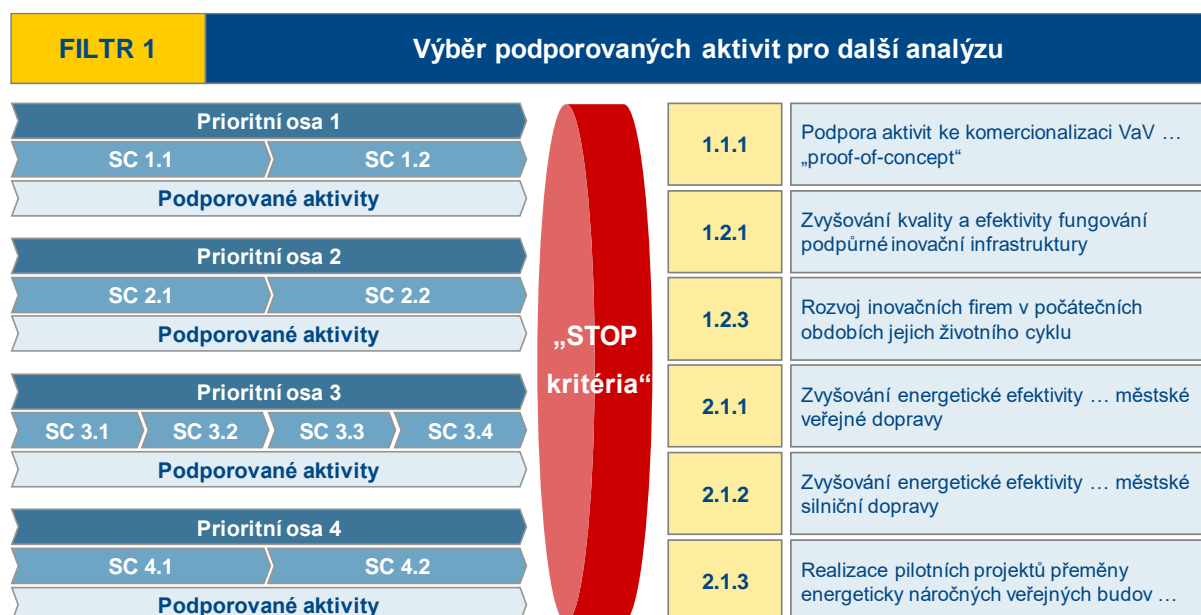 FILTR 1
Výběr podporovaných aktivit pro další analýzu
Prioritní osa 1
SC 1.1
SC 1.2
Podporované aktivity
Prioritní osa 2
SC 2.1
SC 2.2
Podporované aktivity
Prioritní osa 3
SC 3.1
SC 3.2
SC 3.3
SC 3.4
Podporované aktivity
Prioritní osa 4
SC 4.1
SC 4.2
Podporované aktivity
„STOP
kritéria“
1.1.1
Podpora aktivit ke komercionalizaci VaV …
„proof-of-concept“
1.2.1
Zvyšování kvality a efektivity fungování
podpůrné inovační infrastruktury
1.2.3
Rozvoj inovačních firem v počátečních
obdobích jejich životního cyklu
2.1.1
Zvyšování energetické efektivity … městské
veřejné dopravy
2.1.2
Zvyšování energetické efektivity … městské
silniční dopravy
2.1.3
Realizace pilotních projektů přeměny
energeticky náročných veřejných budov …